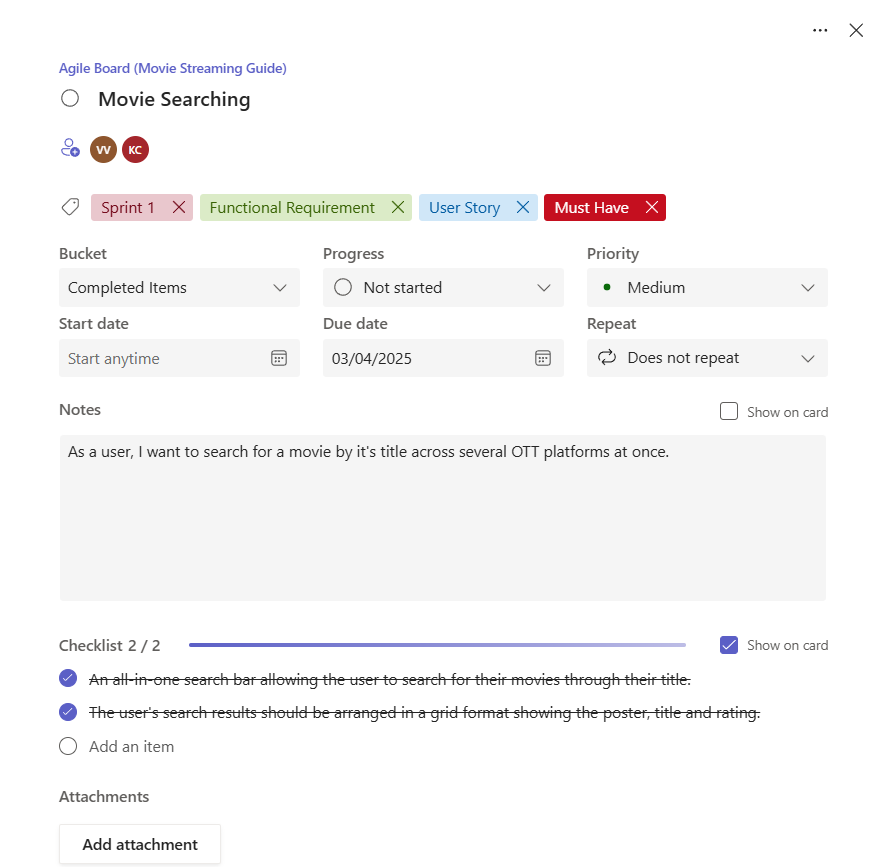 Agile Board (Movie Streaming Guide)
Movie Searching
VV KC
Sprint 1 Functional Requirement User Story Must Have
Bucket Progress Priority
Completed Items Not started Medium
Start date Due date Repeat
Start anytime 03/04/2025 Does not repeat
Notes Show on card
As a user, I want to search for a movie by it's title across several OTT platforms at once.
Checklist 2 / 2 Show on card
An all-in-one search bar allowing the user to search for their movies through their title.
The user's search results should be arranged in a grid format showing the poster, title and rating.
Add an item
Attachments
Add attachment